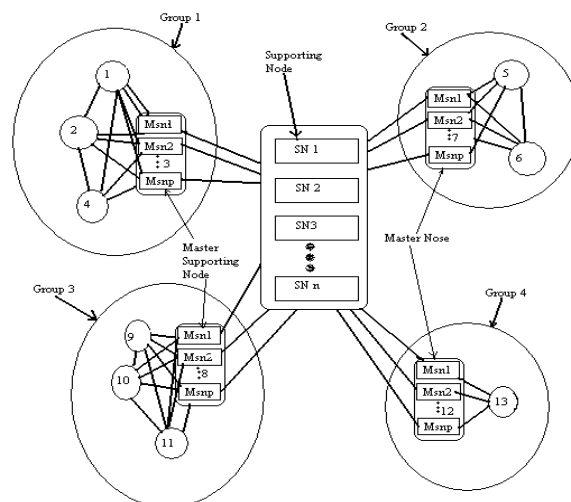 Group 1
1
2
4
Msn1
Msn2
3
Msnp
Supporting
Node
SN 1
SN 2
SN3
SN n
Group 2
Msn1
Msn2
7
Msnp
5
6
Master
Supporting
Node
Master Nose
Group 3
9
10
11
Msn1
Msn2
8
Msnp
Group 4
Msn1
Msn2
12
Msnp
13